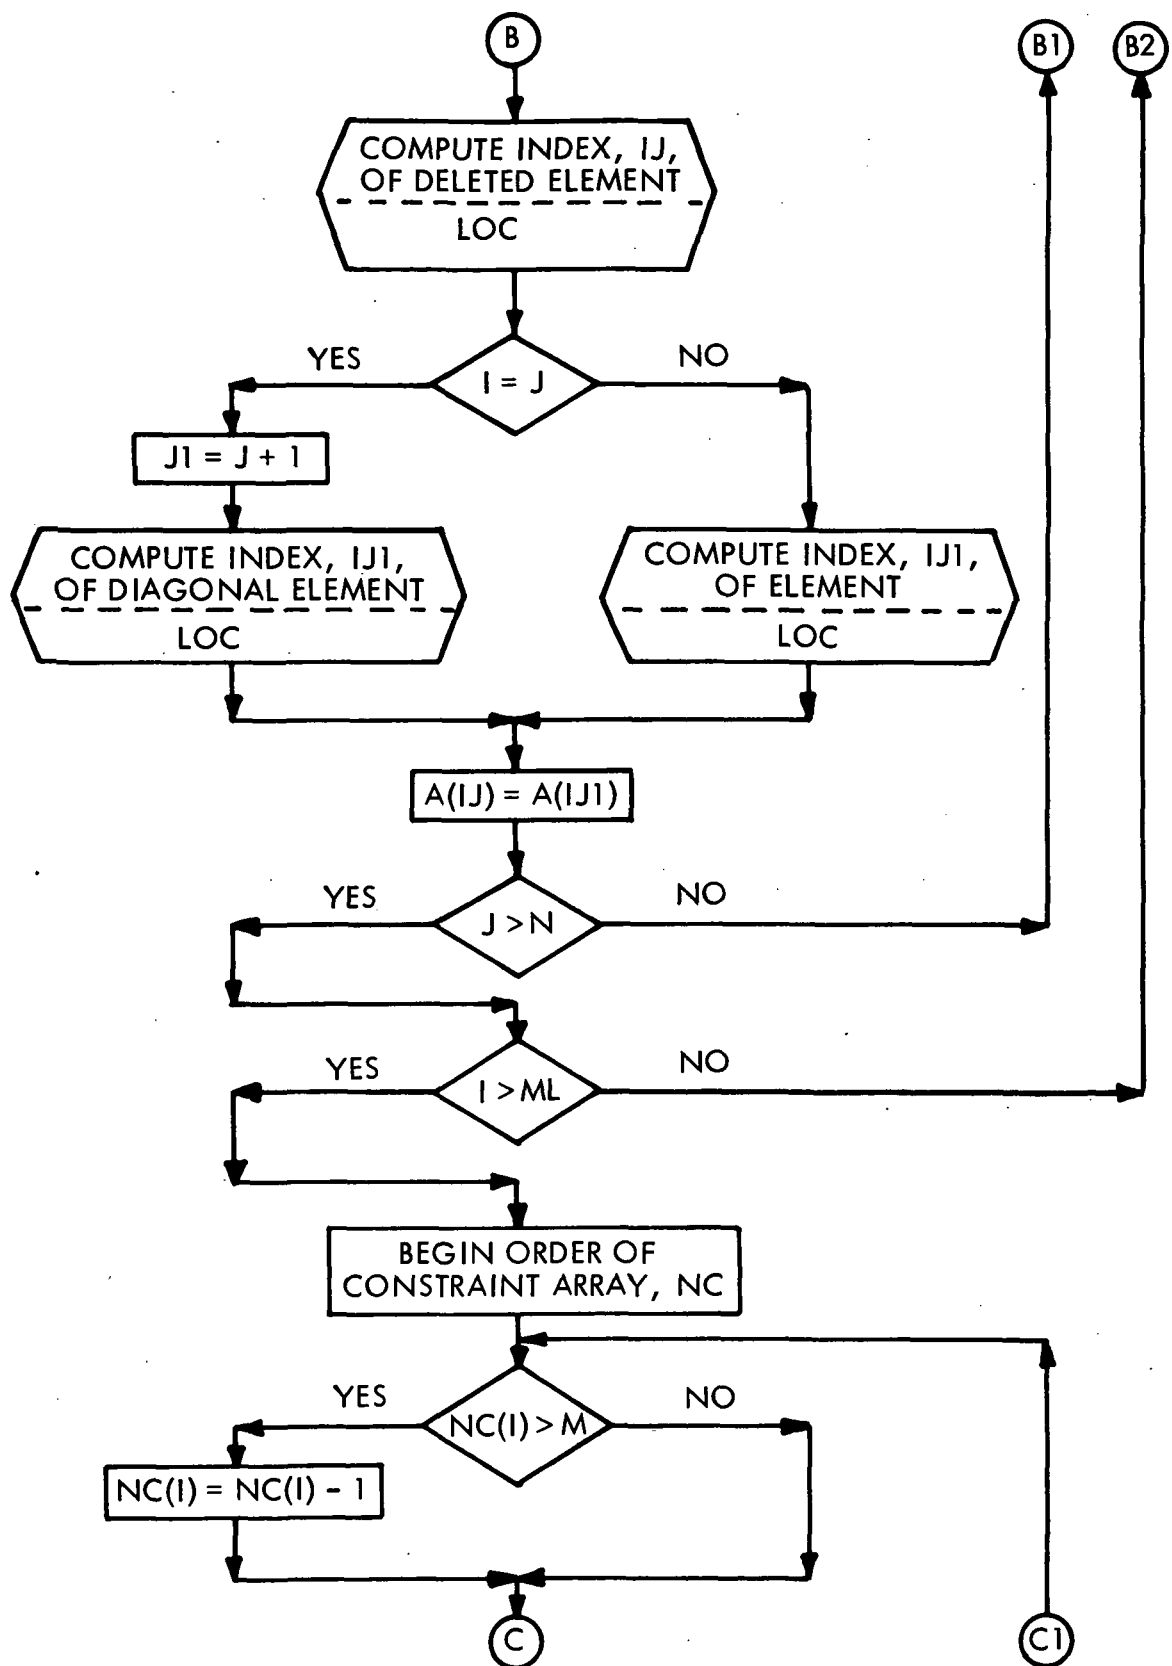 B
B1
B2
COMPUTE INDEX, IJ,
OF DELETED ELEMENT
LOC
YES
I = J
NO
J1 = J + 1
COMPUTE INDEX, IJ1,
OF DIAGONAL ELEMENT
LOC
COMPUTE INDEX, IJ1,
OF ELEMENT
LOC
A(IJ) = A(IJ1)
YES
J > N
NO
YES
I > ML
NO
BEGIN ORDER OF
CONSTRAINT ARRAY, NC
YES
NC(I) > M
NO
NC(I) = NC(I) - 1
C
C1